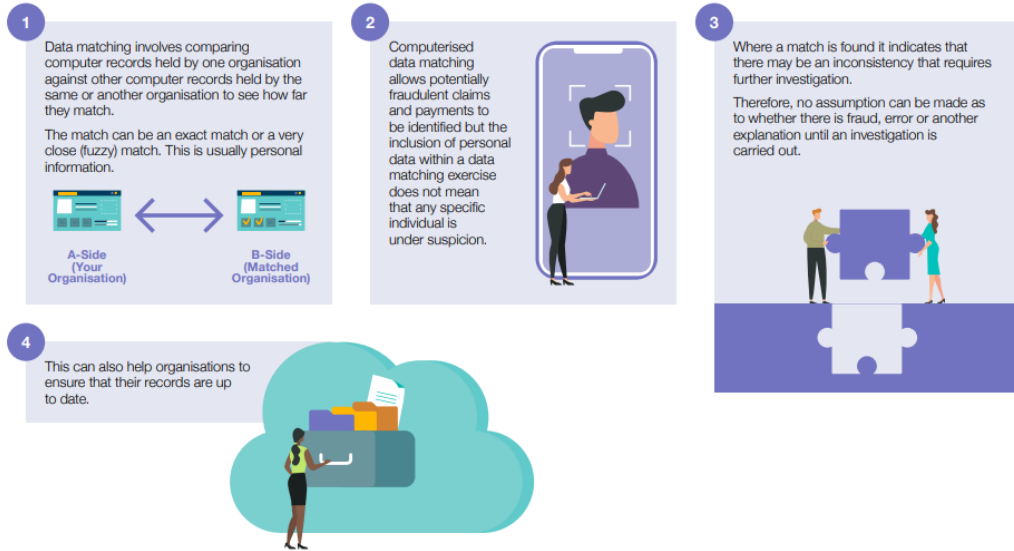 1
Data matching involves comparing
computer records held by one organisation
against other computer records held by the
same or another organisation to see how far
they match.
The match can be an exact match or a very
close (fuzzy) match. This is usually personal
information.
A-Side
(Your
Organisation)
B-Side
(Matched
Organisation)
2
Computerised
data matching
allows potentially
fraudulent claims
and payments to
be identified but the
inclusion of personal
data within a data
matching exercise
does not mean
that any specific
individual is
under suspicion.
3
Where a match is found it indicates that
there may be an inconsistency that requires
further investigation.
Therefore, no assumption can be made as
to whether there is fraud, error or another
explanation until an investigation is
carried out.
4
This can also help organisations to
ensure that their records are up
to date.